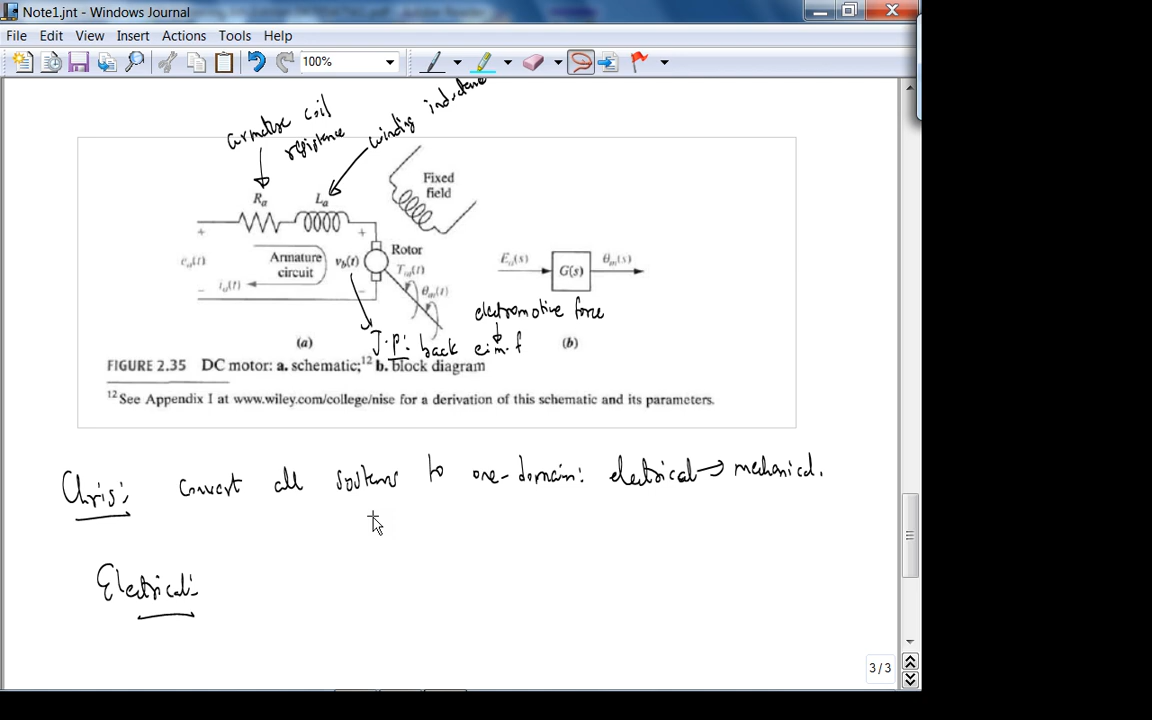 Note1.jnt - Windows Journal
File Edit View Insert Actions Tools Help
100%
armature coil
resistance
winding inductance
Ra
La
Fixed
field
+
+
Rotor
ea(t)
Armature
circuit
vb(t)
Tm(t)
Ea(s)
G(s)
θm(s)
ia(t)
θm(t)
-
-
electromotive force
(a)
J.P: back e.m.f
(b)
FIGURE 2.35 DC motor: a. schematic;12 b. block diagram
12 See Appendix I at www.wiley.com/college/nise for a derivation of this schematic and its parameters.
Chris: convert all systems to one-domain: electrical → mechanical.
Electrical:
3 / 3